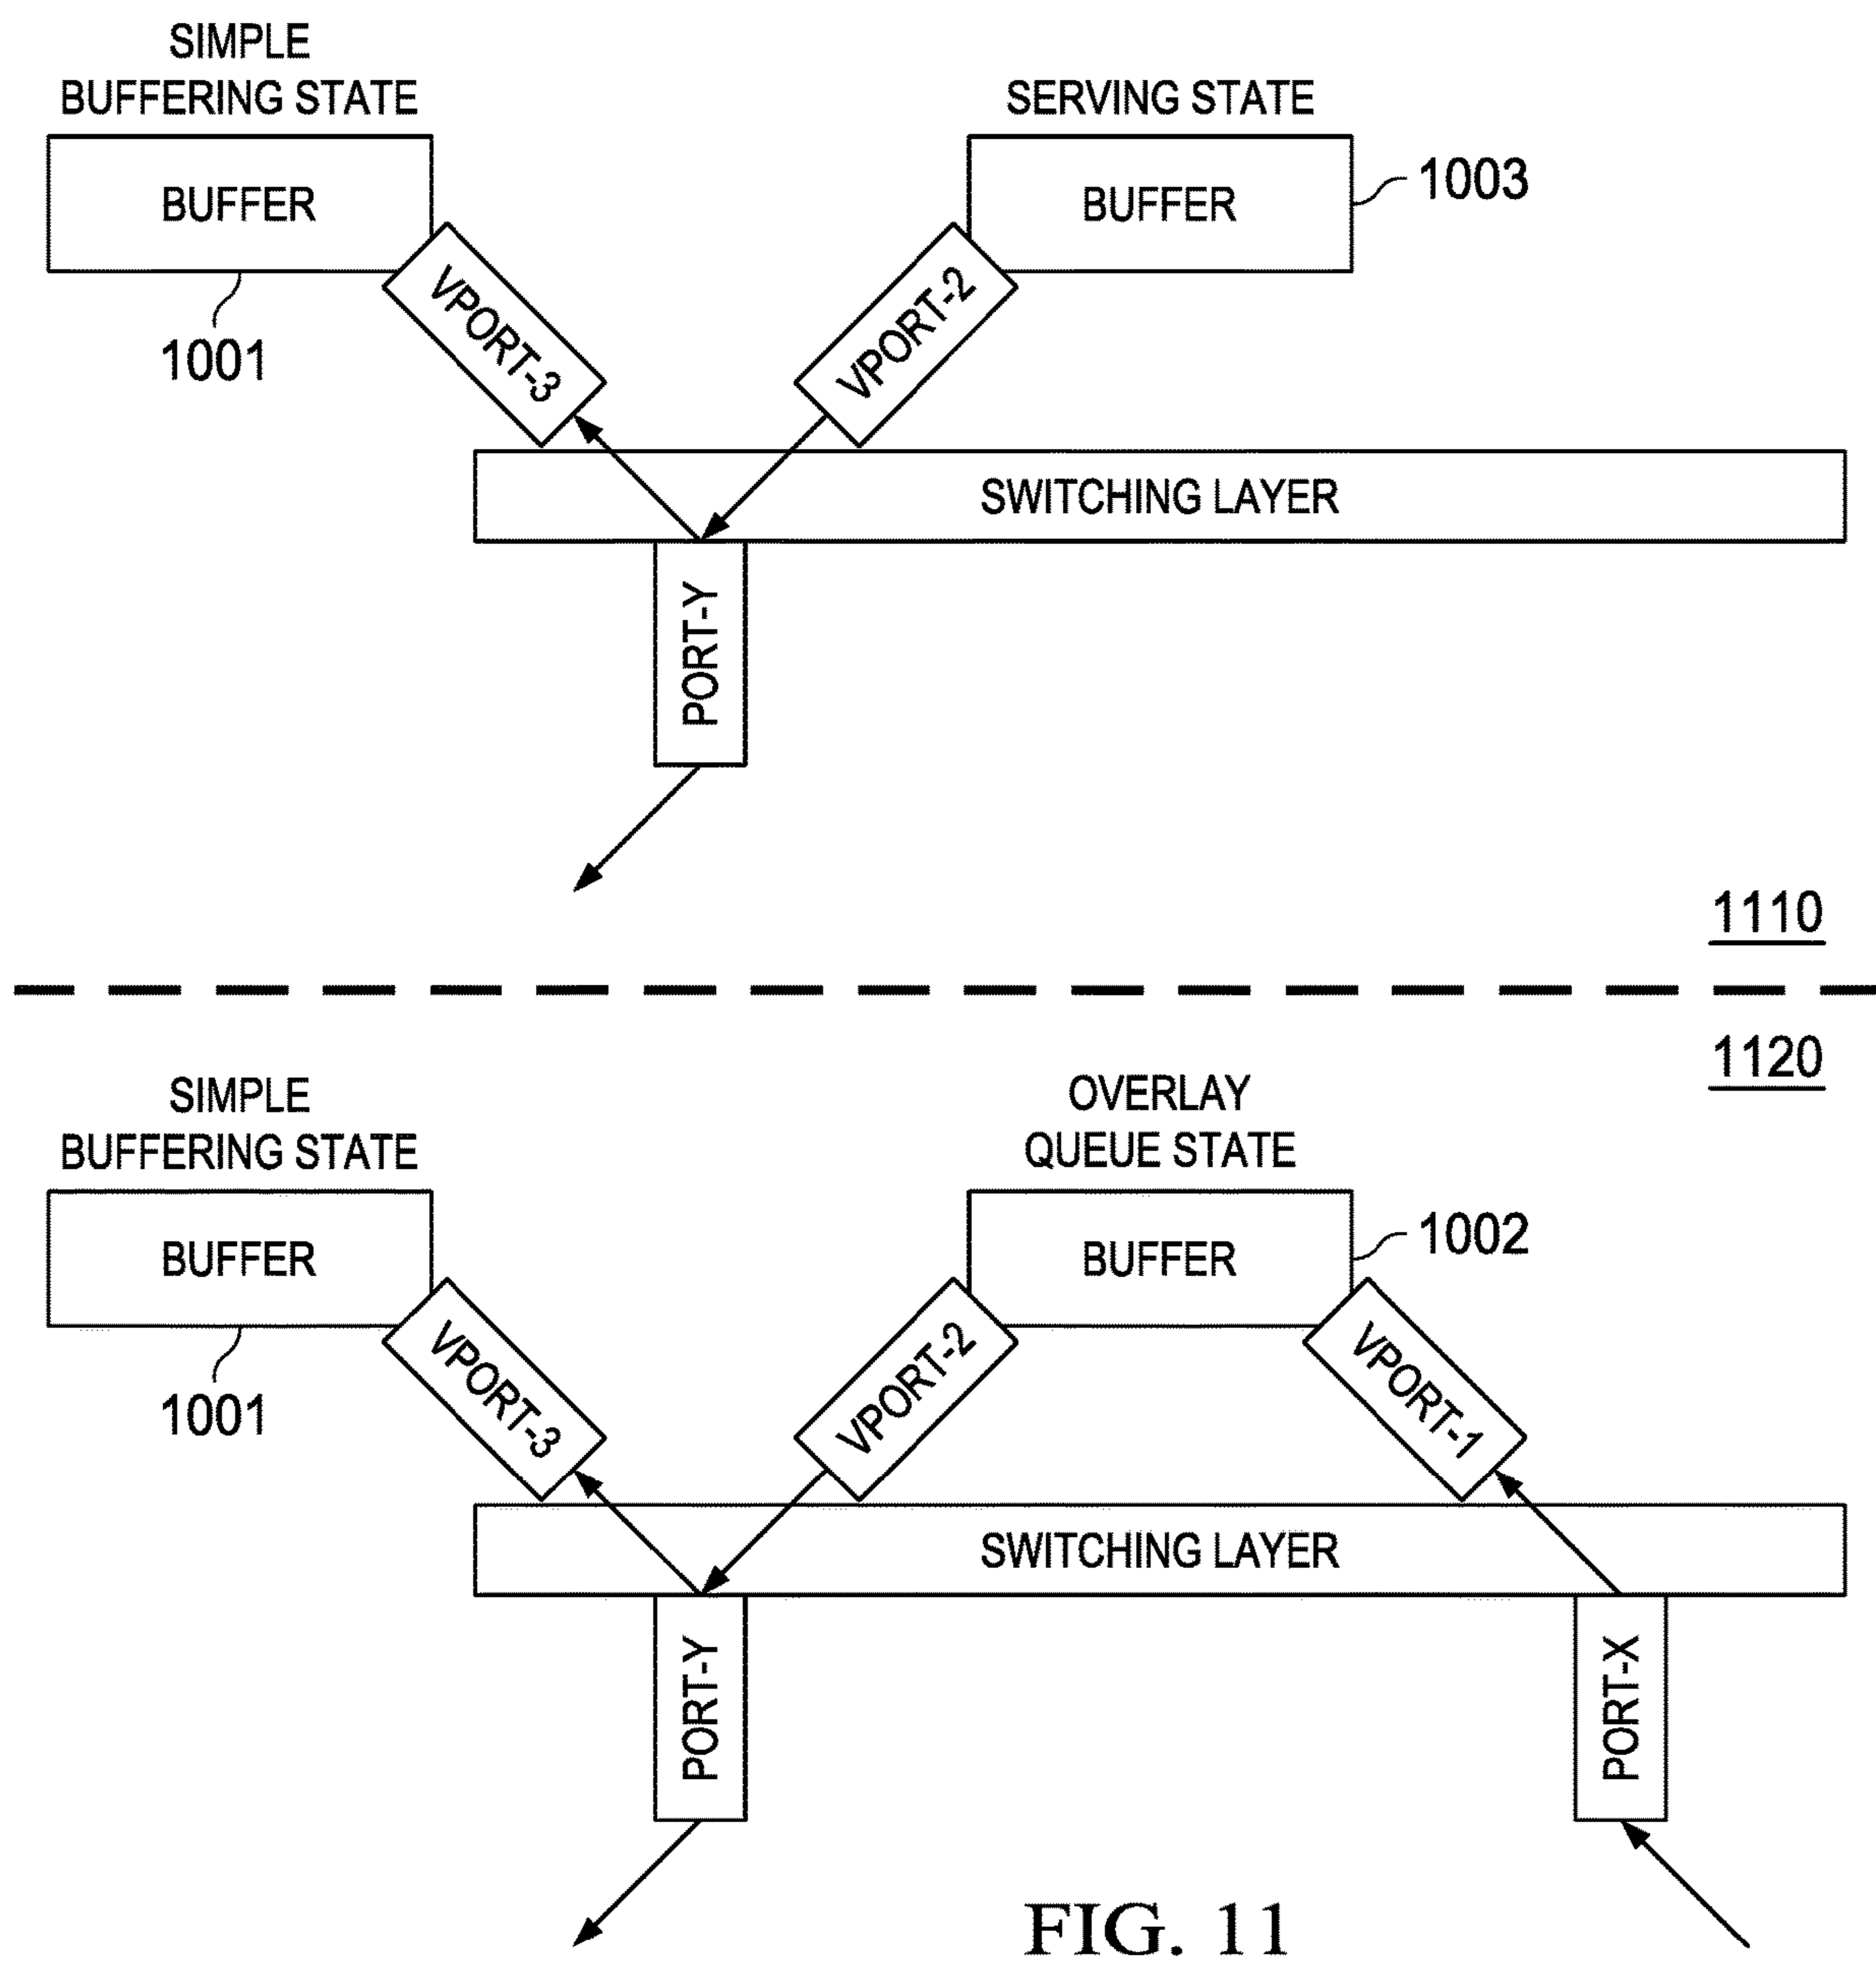 SIMPLE
BUFFERING STATE
SERVING STATE
BUFFER
BUFFER
1003
1001
VPORT-3
VPORT-2
SWITCHING LAYER
PORT-Y
1110
1120
SIMPLE
BUFFERING STATE
OVERLAY
QUEUE STATE
BUFFER
BUFFER
1002
1001
VPORT-3
VPORT-2
VPORT-1
SWITCHING LAYER
PORT-Y
PORT-X
FIG. 11